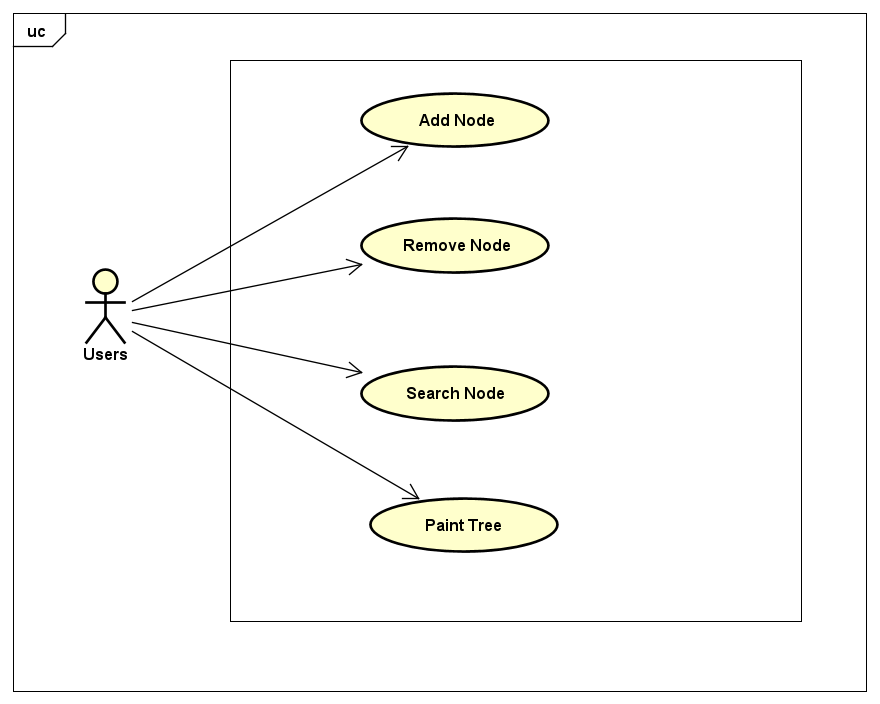 uc
Add Node
Remove Node
Users
Search Node
Paint Tree